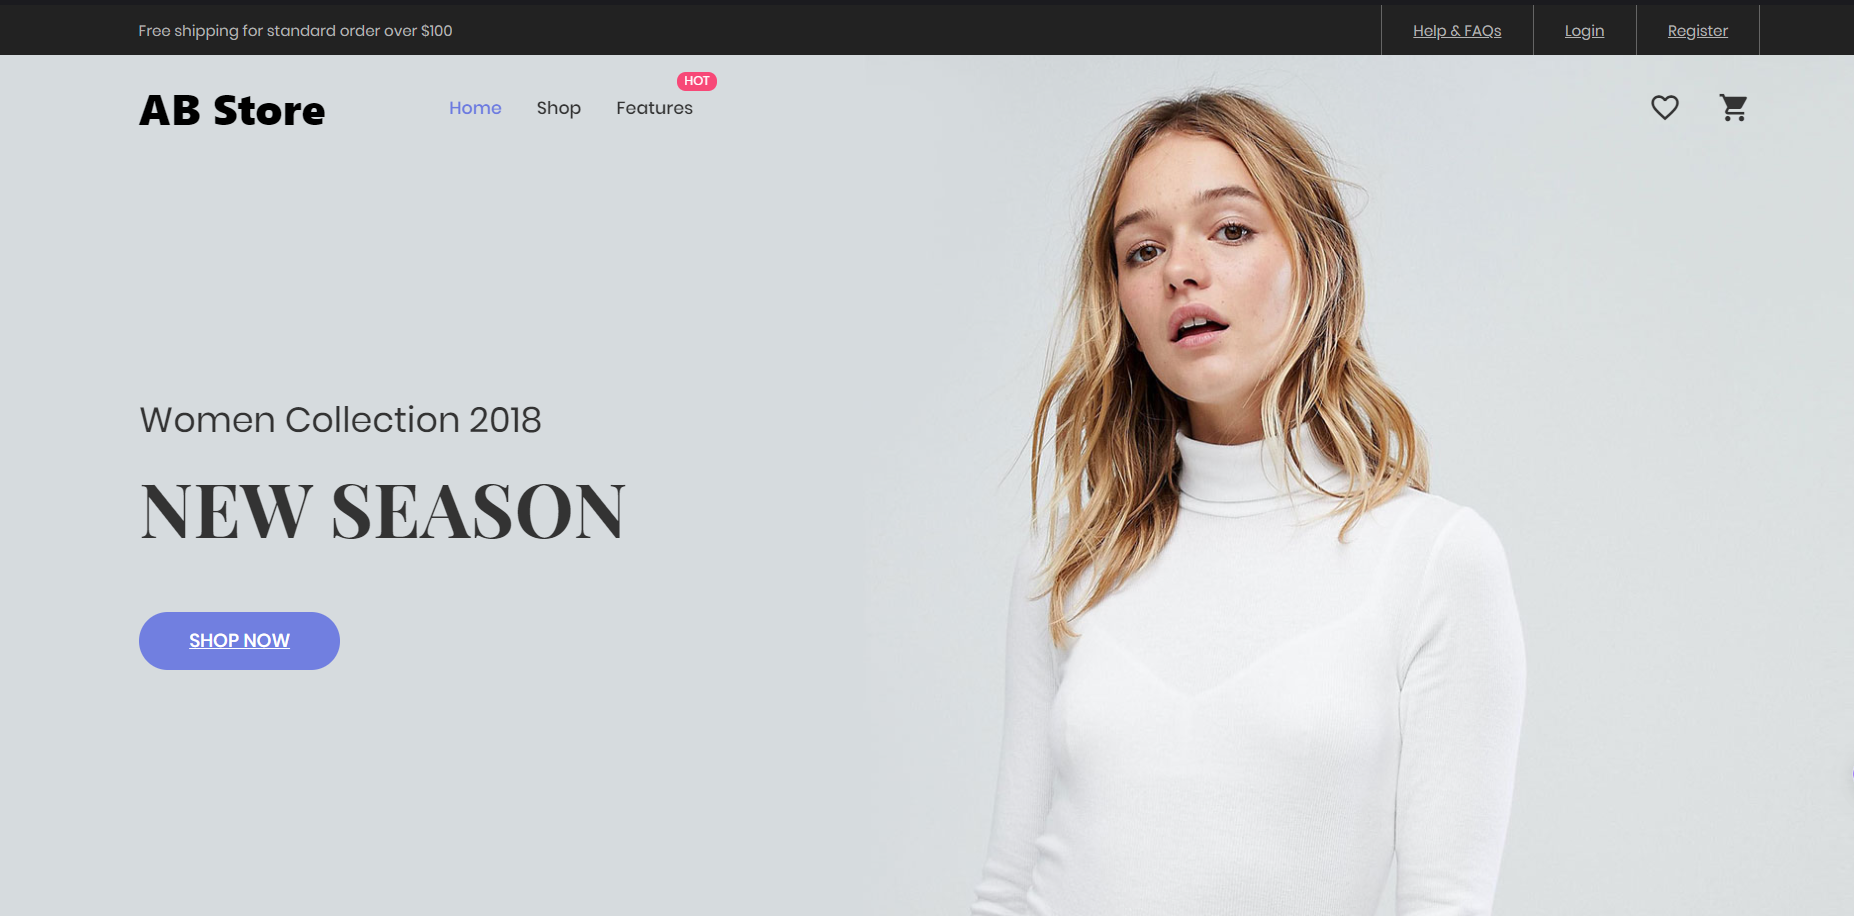 Free shipping for standard order over $100
Help & FAQs
Login
Register
AB Store
Home
Shop
Features
HOT
Women Collection 2018
NEW SEASON
SHOP NOW